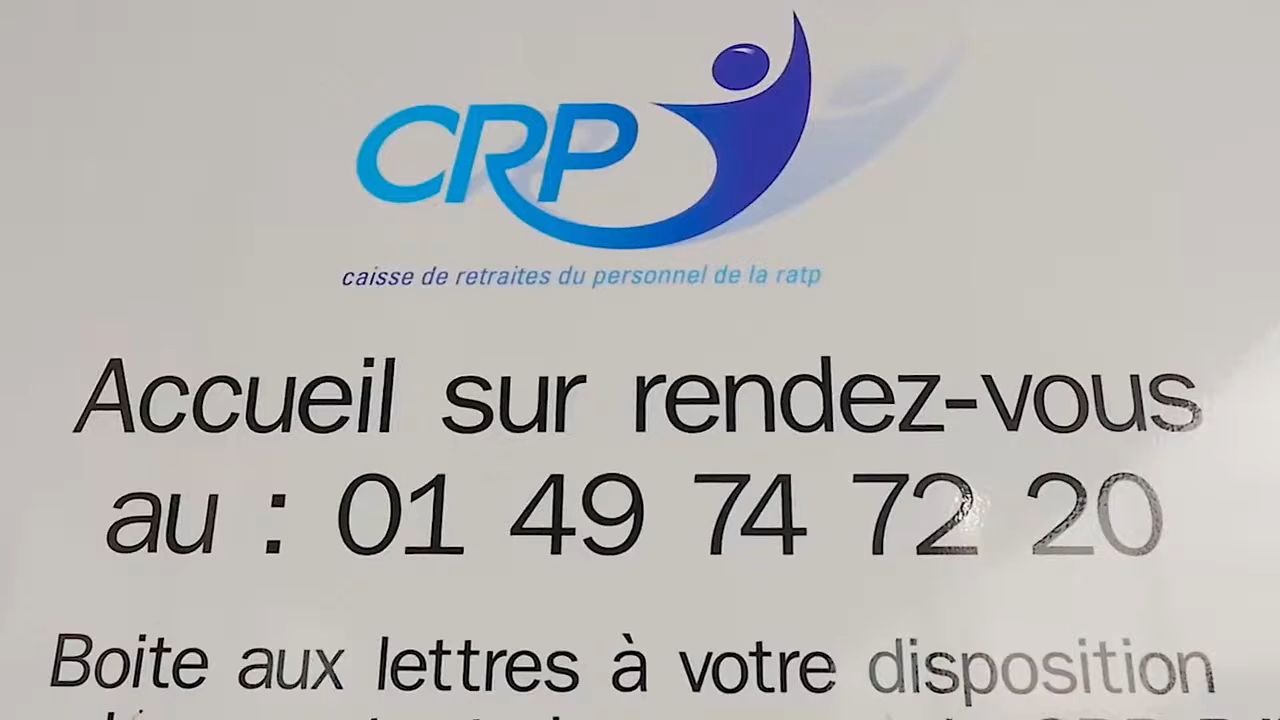 CRP
caisse de retraites du personnel de la ratp
Accueil sur rendez-vous
au : 01 49 74 72 20
Boite aux lettres à votre disposition